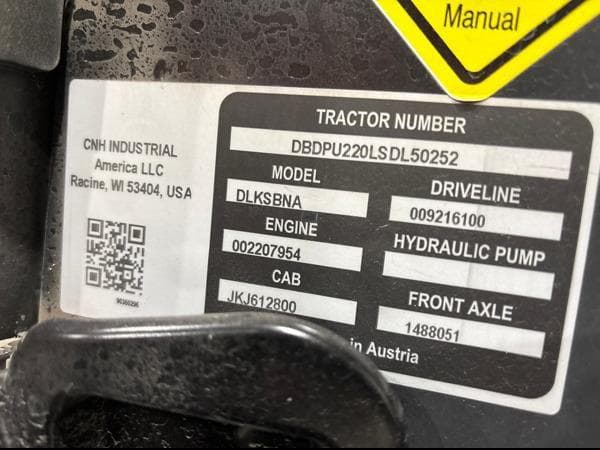 Manual
CNH INDUSTRIAL
America LLC
Racine, WI 53404, USA
TRACTOR NUMBER
DBDPU220LSDL50252
MODEL
DLKSBNA
DRIVELINE
009216100
ENGINE
002207954
HYDRAULIC PUMP
CAB
JKJ612800
FRONT AXLE
1488051
in Austria